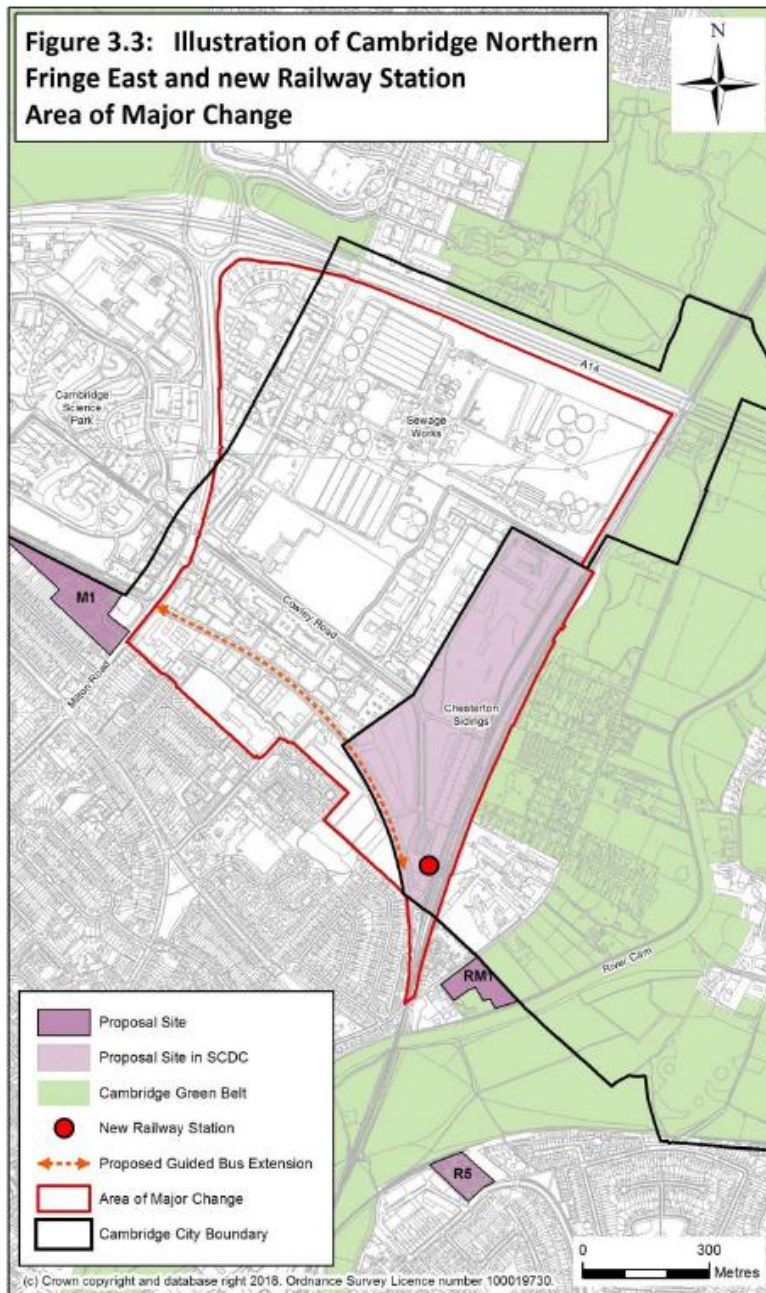 Figure 3.3: Illustration of Cambridge Northern
Fringe East and new Railway Station
Area of Major Change
N
A14
Cambridge
Science
Park
Sewage
Works
M1
Cowley Road
Milton Road
Chesterton
Sidings
RM1
River Cam
R5
Proposal Site
Proposal Site in SCDC
Cambridge Green Belt
New Railway Station
Proposed Guided Bus Extension
Area of Major Change
Cambridge City Boundary
0 300
Metres
(c) Crown copyright and database right 2018. Ordnance Survey Licence number 100019730.